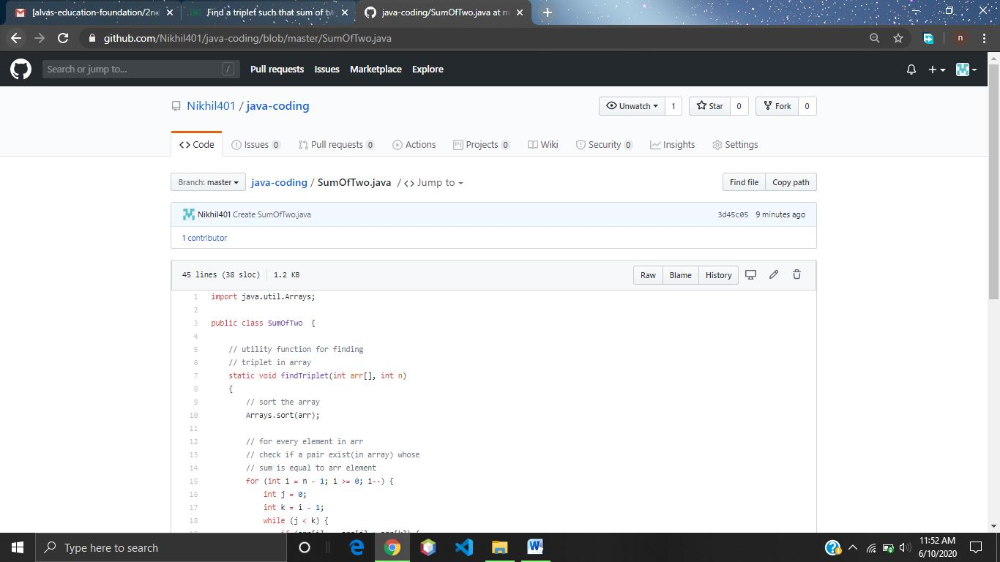 [alvas-education-foundation/2nd
Find a triplet such that sum of tw
java-coding/SumOfTwo.java at m
github.com/Nikhil401/java-coding/blob/master/SumOfTwo.java
n
Search or jump to...
/
Pull requests Issues Marketplace Explore
Nikhil401 / java-coding
Unwatch 1
Star 0
Fork 0
<> Code
Issues 0
Pull requests 0
Actions
Projects 0
Wiki
Security 0
Insights
Settings
Branch: master
java-coding / SumOfTwo.java / <> Jump to
Find file
Copy path
Nikhil401 Create SumOfTwo.java
3d45c05 9 minutes ago
1 contributor
45 lines (38 sloc) 1.2 KB
Raw Blame History
1 import java.util.Arrays;
2
3 public class SumOfTwo {
4
5 // utility function for finding
6 // triplet in array
7 static void findTriplet(int arr[], int n)
8 {
9 // sort the array
10 Arrays.sort(arr);
11
12 // for every element in arr
13 // check if a pair exist(in array) whose
14 // sum is equal to arr element
15 for (int i = n - 1; i >= 0; i--) {
16 int j = 0;
17 int k = i - 1;
18 while (j < k) {
Type here to search
11:52 AM
6/10/2020